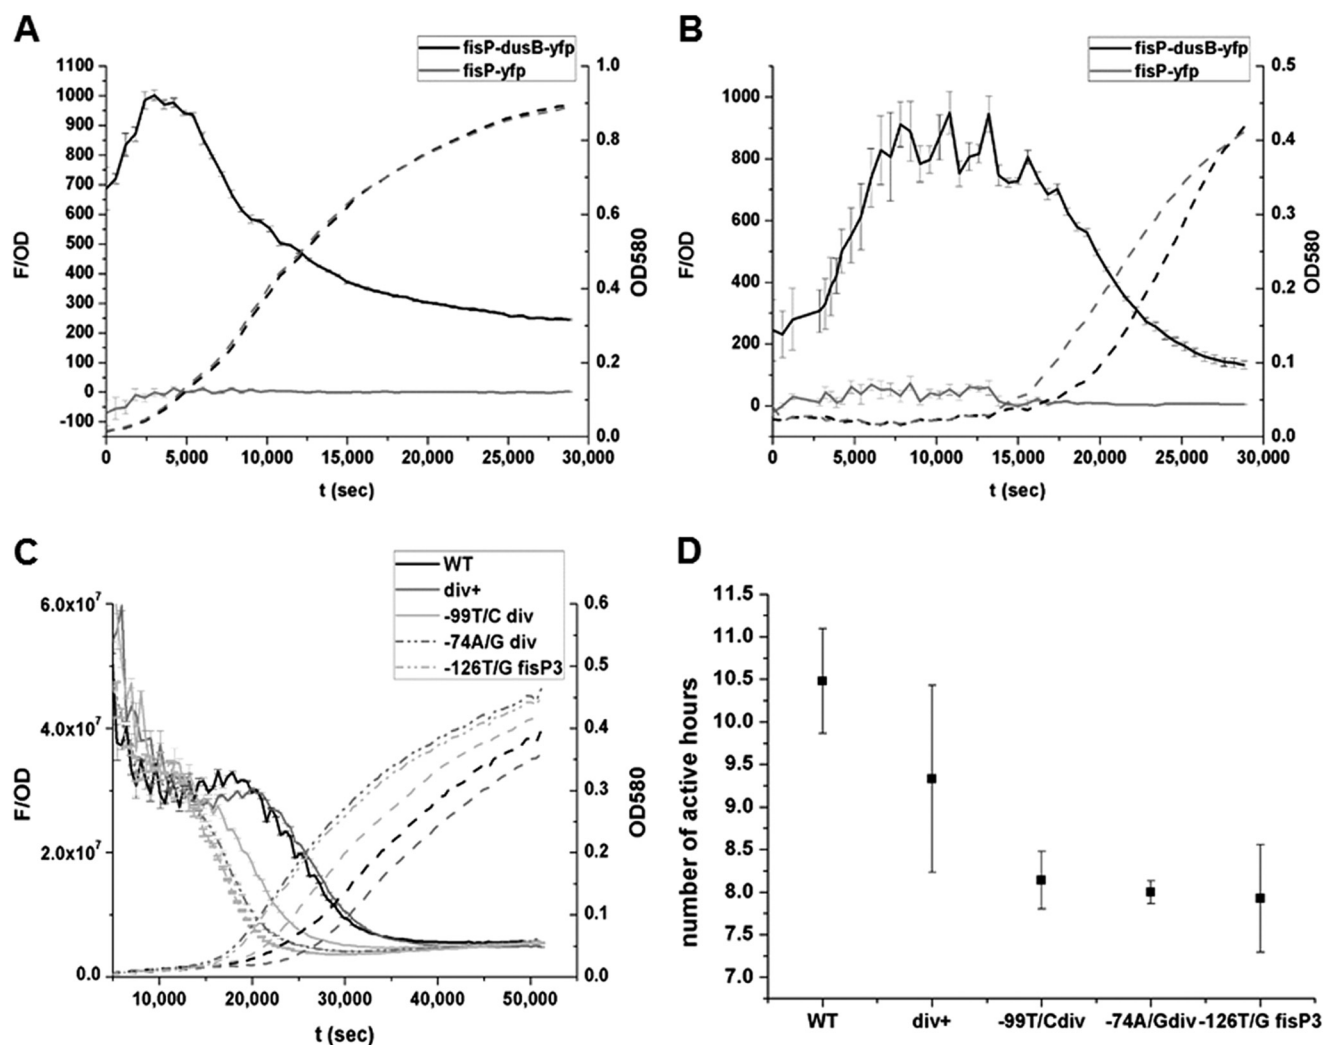 A
fisP-dusB-yfp
fisP-yfp
1100
1000
900
800
700
600
500
400
300
200
100
0
-100
F/OD
1.0
0.8
0.6
0.4
0.2
0.0
OD580
0 5,000 10,000 15,000 20,000 25,000 30,000
t (sec)
B
fisP-dusB-yfp
fisP-yfp
1000
800
600
400
200
0
F/OD
0.5
0.4
0.3
0.2
0.1
0.0
OD580
0 5,000 10,000 15,000 20,000 25,000 30,000
t (sec)
C
WT
div+
-99T/C div
-74A/G div
-126T/G fisP3
6.0x10⁷
4.0x10⁷
2.0x10⁷
0.0
F/OD
0.6
0.5
0.4
0.3
0.2
0.1
0.0
OD580
10,000 20,000 30,000 40,000 50,000
t (sec)
D
11.5
11.0
10.5
10.0
9.5
9.0
8.5
8.0
7.5
7.0
number of active hours
WT div+ -99T/Cdiv -74A/Gdiv -126T/G fisP3